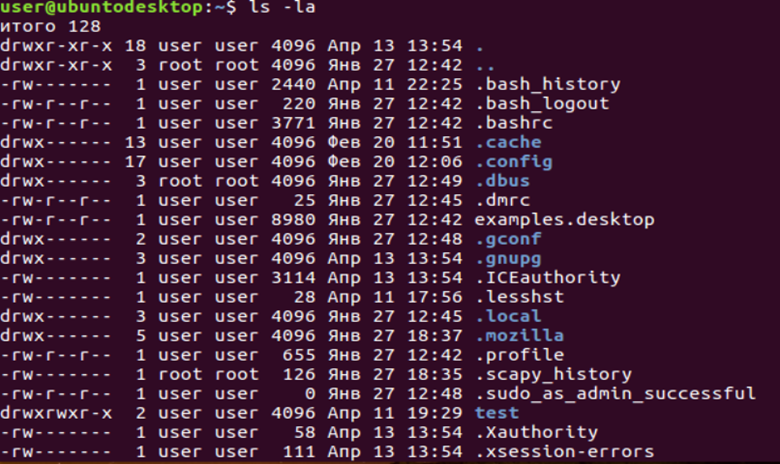 user@ubuntodesktop:~$ ls -la
итого 128
drwxr-xr-x 18 user user 4096 Апр 13 13:54 .
drwxr-xr-x 3 root root 4096 Янв 27 12:42 ..
-rw------- 1 user user 2440 Апр 11 22:25 .bash_history
-rw-r--r-- 1 user user 220 Янв 27 12:42 .bash_logout
-rw-r--r-- 1 user user 3771 Янв 27 12:42 .bashrc
drwx------ 13 user user 4096 Фев 20 11:51 .cache
drwx------ 17 user user 4096 Фев 20 12:06 .config
drwx------ 3 root root 4096 Янв 27 12:49 .dbus
-rw-r--r-- 1 user user 25 Янв 27 12:45 .dmrc
-rw-r--r-- 1 user user 8980 Янв 27 12:42 examples.desktop
drwx------ 2 user user 4096 Янв 27 12:48 .gconf
drwx------ 3 user user 4096 Апр 13 13:54 .gnupg
-rw------- 1 user user 3114 Апр 13 13:54 .ICEauthority
-rw------- 1 user user 28 Апр 11 17:56 .lesshst
drwx------ 3 user user 4096 Янв 27 12:45 .local
drwx------ 5 user user 4096 Янв 27 18:37 .mozilla
-rw-r--r-- 1 user user 655 Янв 27 12:42 .profile
-rw------- 1 root root 126 Янв 27 18:35 .scapy_history
-rw-r--r-- 1 user user 0 Янв 27 12:48 .sudo_as_admin_successful
drwxrwxr-x 2 user user 4096 Апр 11 19:29 test
-rw------- 1 user user 58 Апр 13 13:54 .Xauthority
-rw------- 1 user user 111 Апр 13 13:54 .xsession-errors